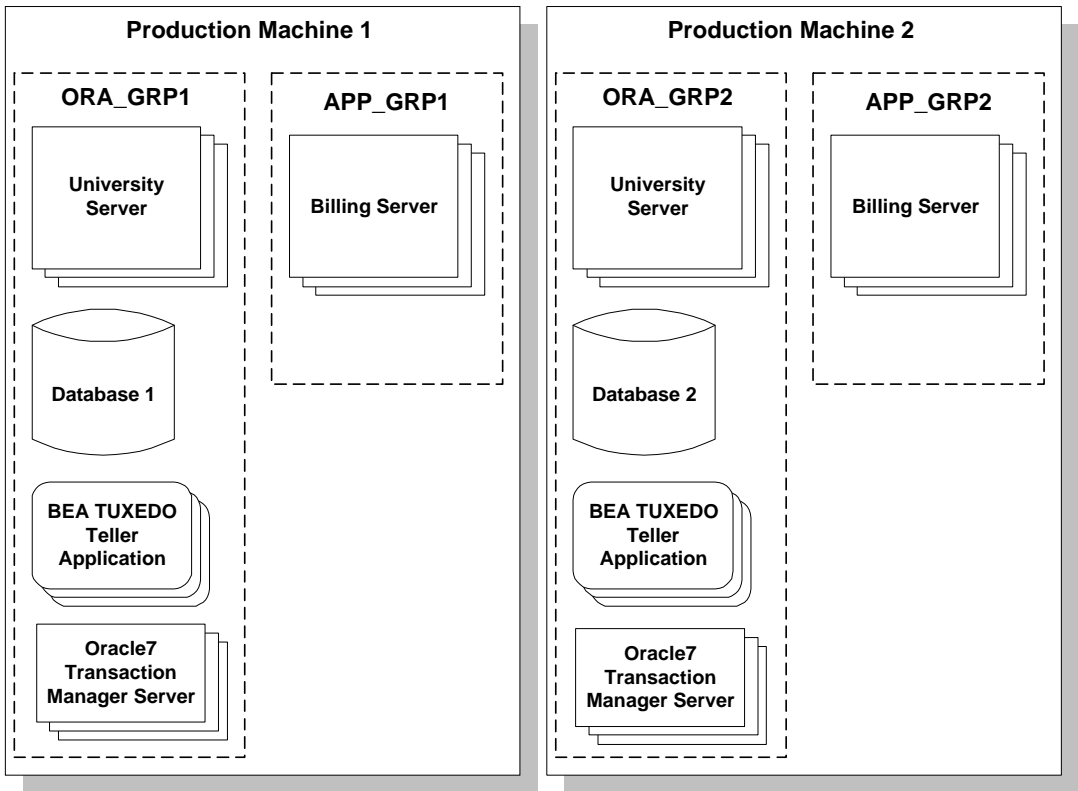 Production Machine 1
ORA_GRP1
University
Server
Database 1
BEA TUXEDO
Teller
Application
Oracle7
Transaction
Manager Server
APP_GRP1
Billing Server
Production Machine 2
ORA_GRP2
University
Server
Database 2
BEA TUXEDO
Teller
Application
Oracle7
Transaction
Manager Server
APP_GRP2
Billing Server